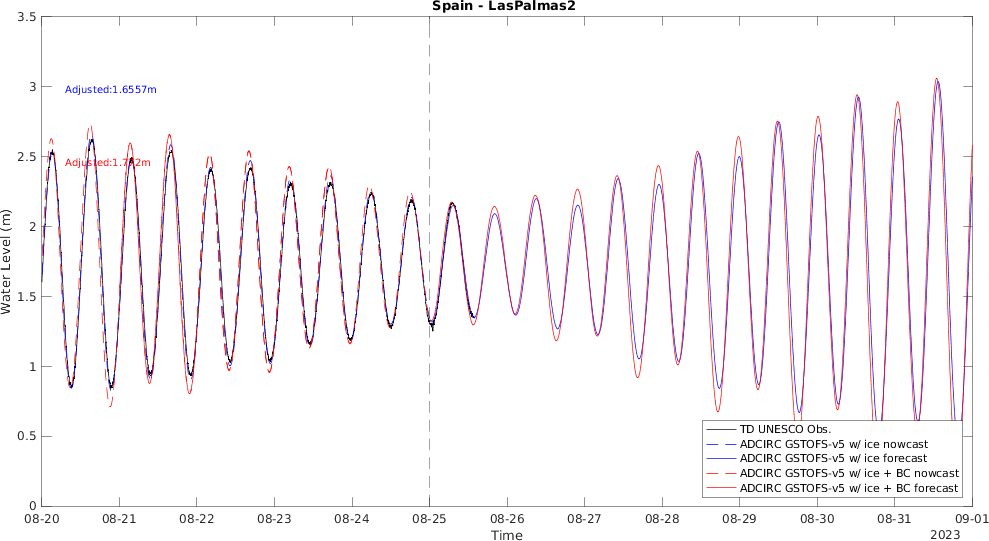 Spain - LasPalmas2
3.5
3
2.5
2
1.5
1
0.5
0
Water Level (m)
Adjusted:1.6557m
TD UNESCO Obs.
ADCIRC GSTOFS-v5 w/ ice nowcast
ADCIRC GSTOFS-v5 w/ ice forecast
ADCIRC GSTOFS-v5 w/ ice + BC nowcast
ADCIRC GSTOFS-v5 w/ ice + BC forecast
08-20 08-21 08-22 08-23 08-24 08-25 08-26 08-27 08-28 08-29 08-30 08-31 09-01
Time
2023